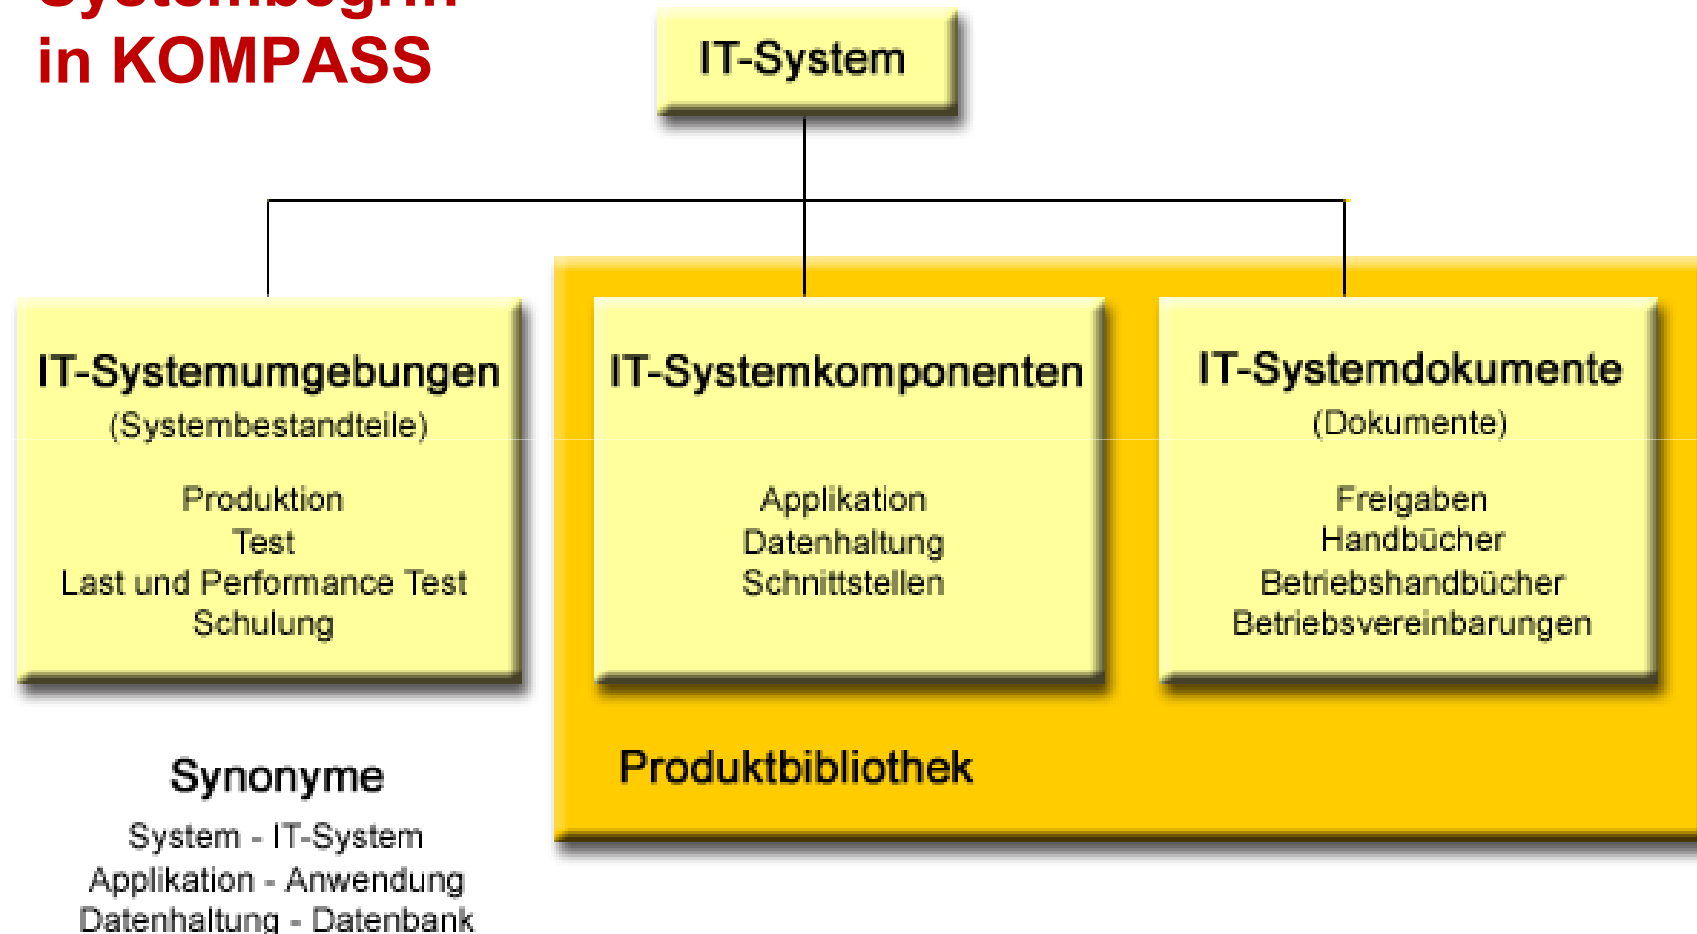 Systembegriff
in KOMPASS
IT-System
IT-Systemumgebungen
(Systembestandteile)
Produktion
Test
Last und Performance Test
Schulung
IT-Systemkomponenten
Applikation
Datenhaltung
Schnittstellen
IT-Systemdokumente
(Dokumente)
Freigaben
Handbücher
Betriebshandbücher
Betriebsvereinbarungen
Produktbibliothek
Synonyme
System - IT-System
Applikation - Anwendung
Datenhaltung - Datenbank